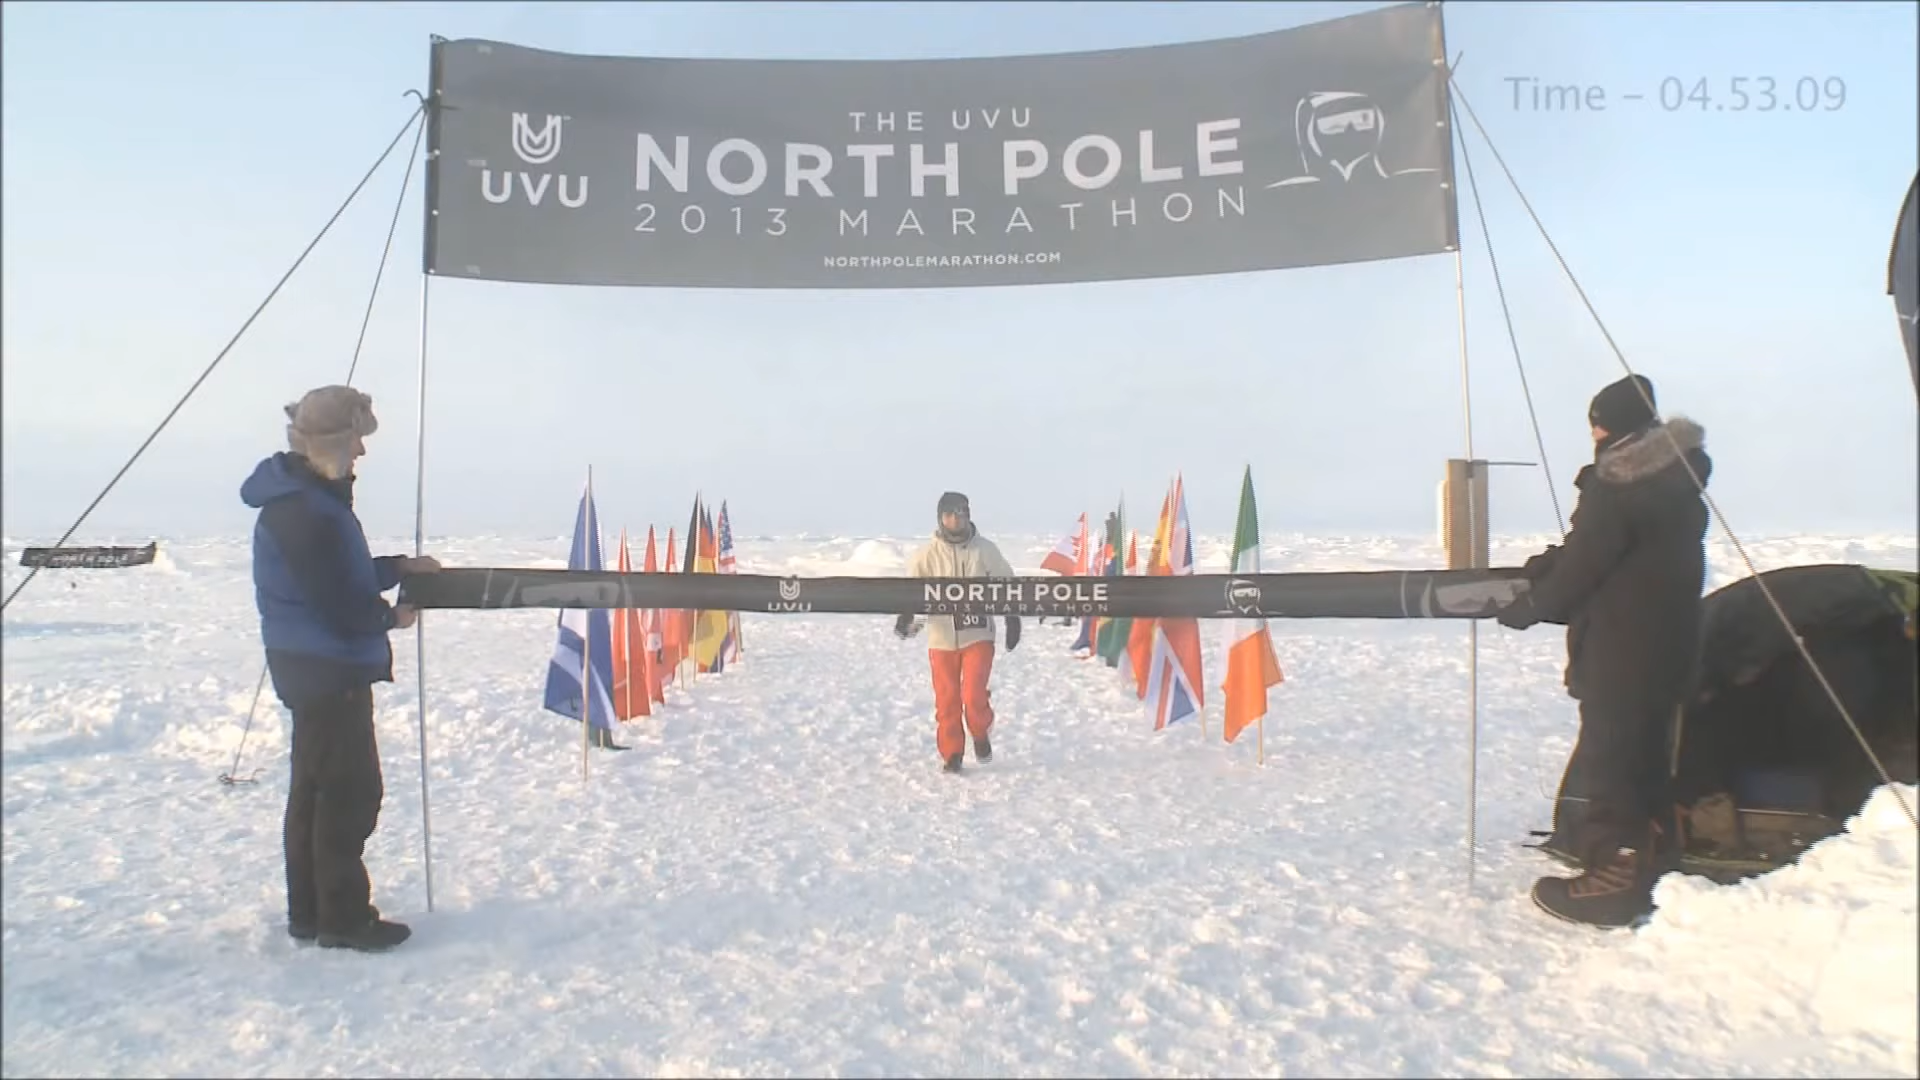 Time – 04.53.09
THE UVU
UVU
NORTH POLE
2013 MARATHON
NORTHPOLEMARATHON.COM
NORTH POLE
THE UVU
UVU
NORTH POLE
2013 MARATHON
36